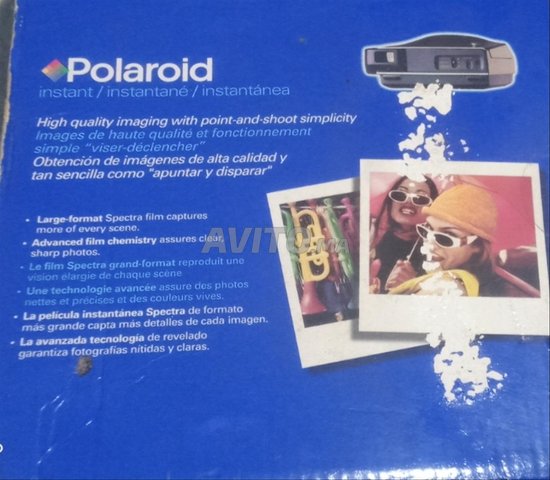 Polaroid
instant / instantané / instantánea
High quality imaging with point-and-shoot simplicity
Images de haute qualité et fonctionnement
simple "viser-déclencher"
Obtención de imágenes de alta calidad y
tan sencilla como "apuntar y disparar"
• Large-format Spectra film captures
more of every scene.
• Advanced film chemistry assures clear,
sharp photos.
• Le film Spectra grand-format reproduit une
vision élargie de chaque scène
• Une technologie avancée assure des photos
nettes et précises et des couleurs vives.
• La película instantánea Spectra de formato
más grande capta más detalles de cada imagen.
• La avanzada tecnología de revelado
garantiza fotografías nítidas y claras.
AVITO.ma